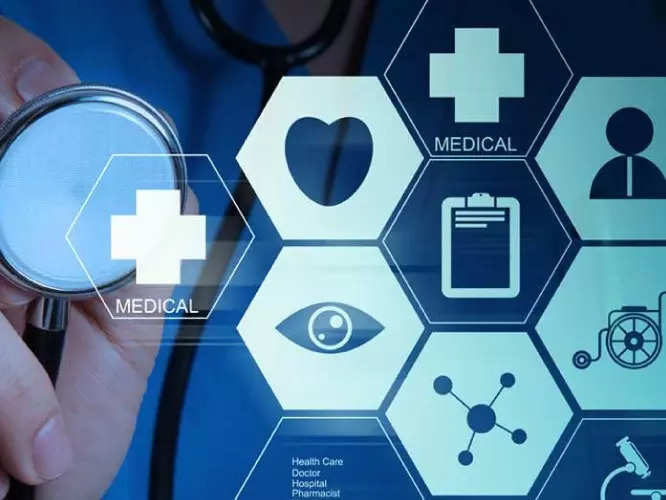 MEDICAL
MEDICAL
Health Care
Doctor
Hospital
Pharmacist